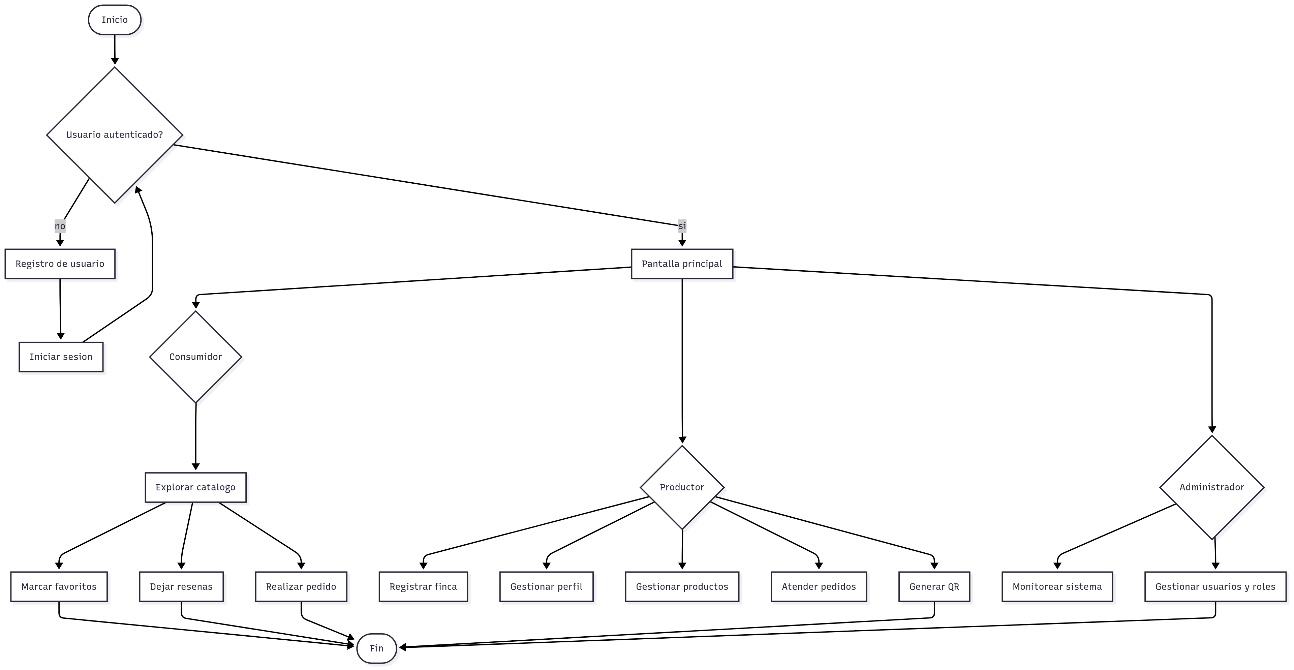 Inicio
Usuario autenticado?
no
si
Registro de usuario
Pantalla principal
Iniciar sesion
Consumidor
Explorar catalogo
Productor
Administrador
Marcar favoritos
Dejar resenas
Realizar pedido
Registrar finca
Gestionar perfil
Gestionar productos
Atender pedidos
Generar QR
Monitorear sistema
Gestionar usuarios y roles
Fin